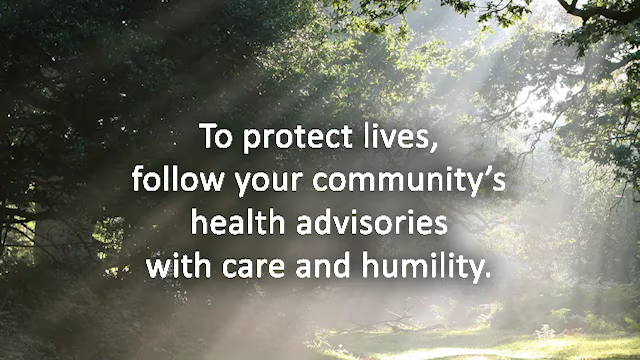 To protect lives,
follow your community’s
health advisories
with care and humility.